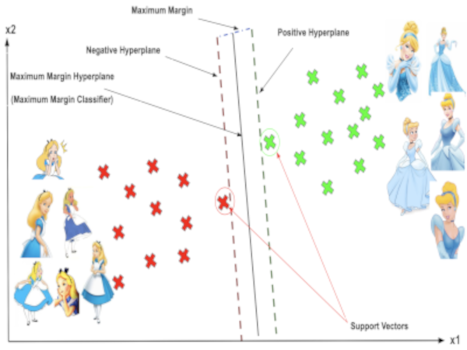 Maximum Margin
x2
Positive Hyperplane
Negative Hyperplane
Maximum Margin Hyperplane
(Maximum Margin Classifier)
Support Vectors
x1